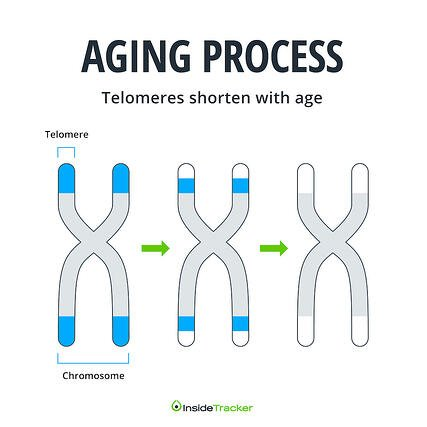 AGING PROCESS
Telomeres shorten with age
Telomere
Chromosome
InsideTracker